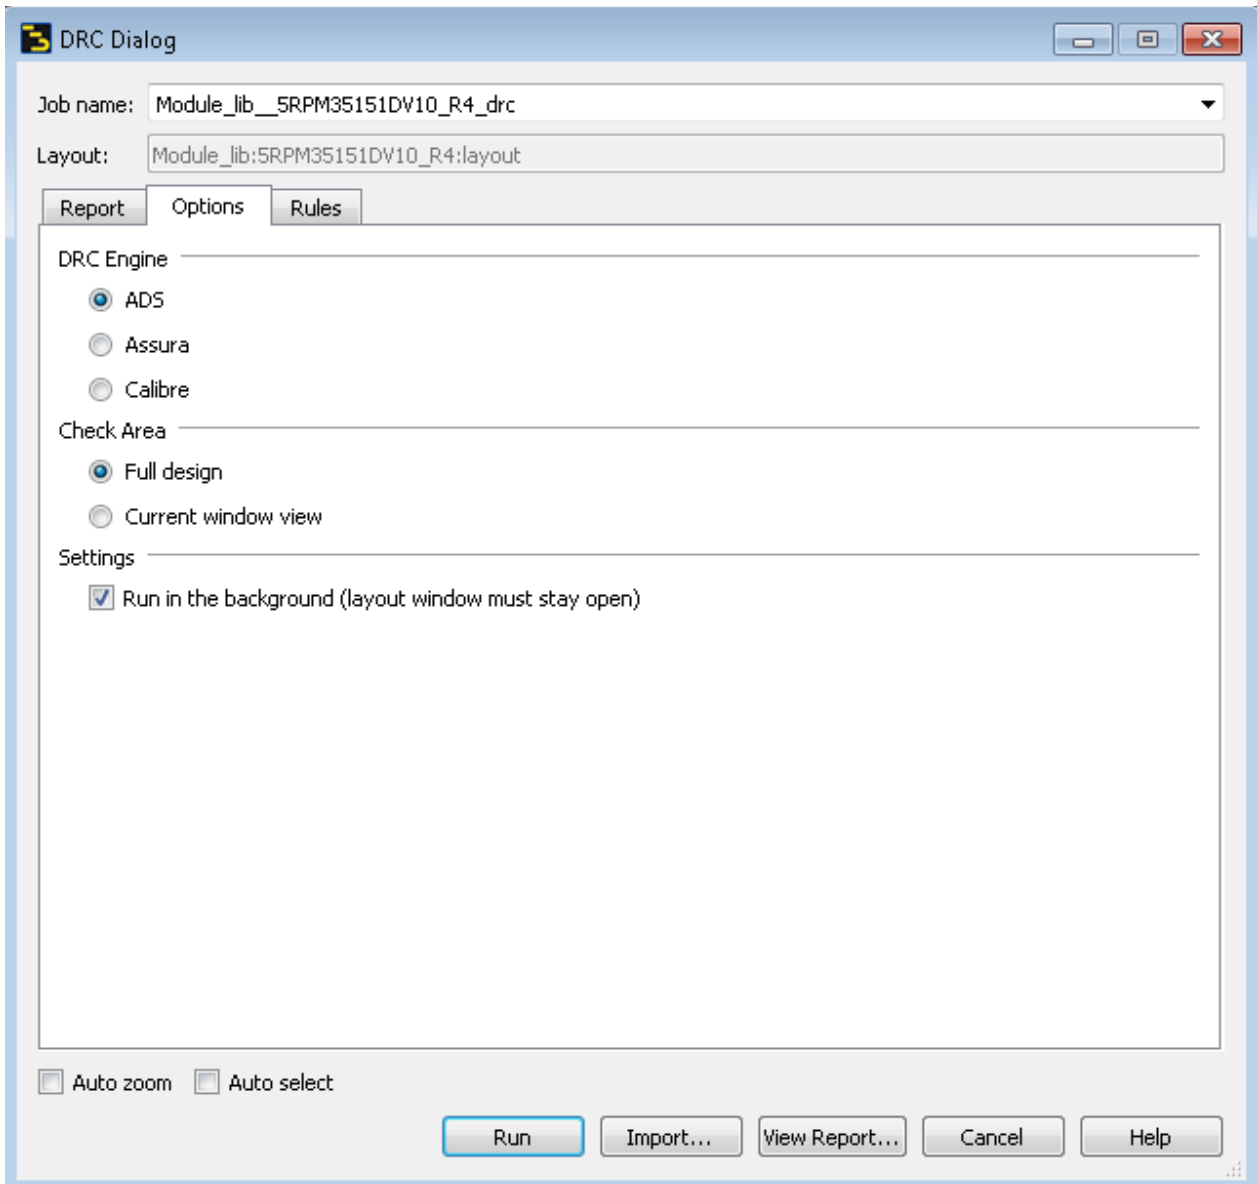 DRC Dialog
Job name: Module_lib__5RPM35151DV10_R4_drc
Layout: Module_lib:5RPM35151DV10_R4:layout
Report Options Rules
DRC Engine
ADS
Assura
Calibre
Check Area
Full design
Current window view
Settings
Run in the background (layout window must stay open)
Auto zoom Auto select
Run Import... View Report... Cancel Help